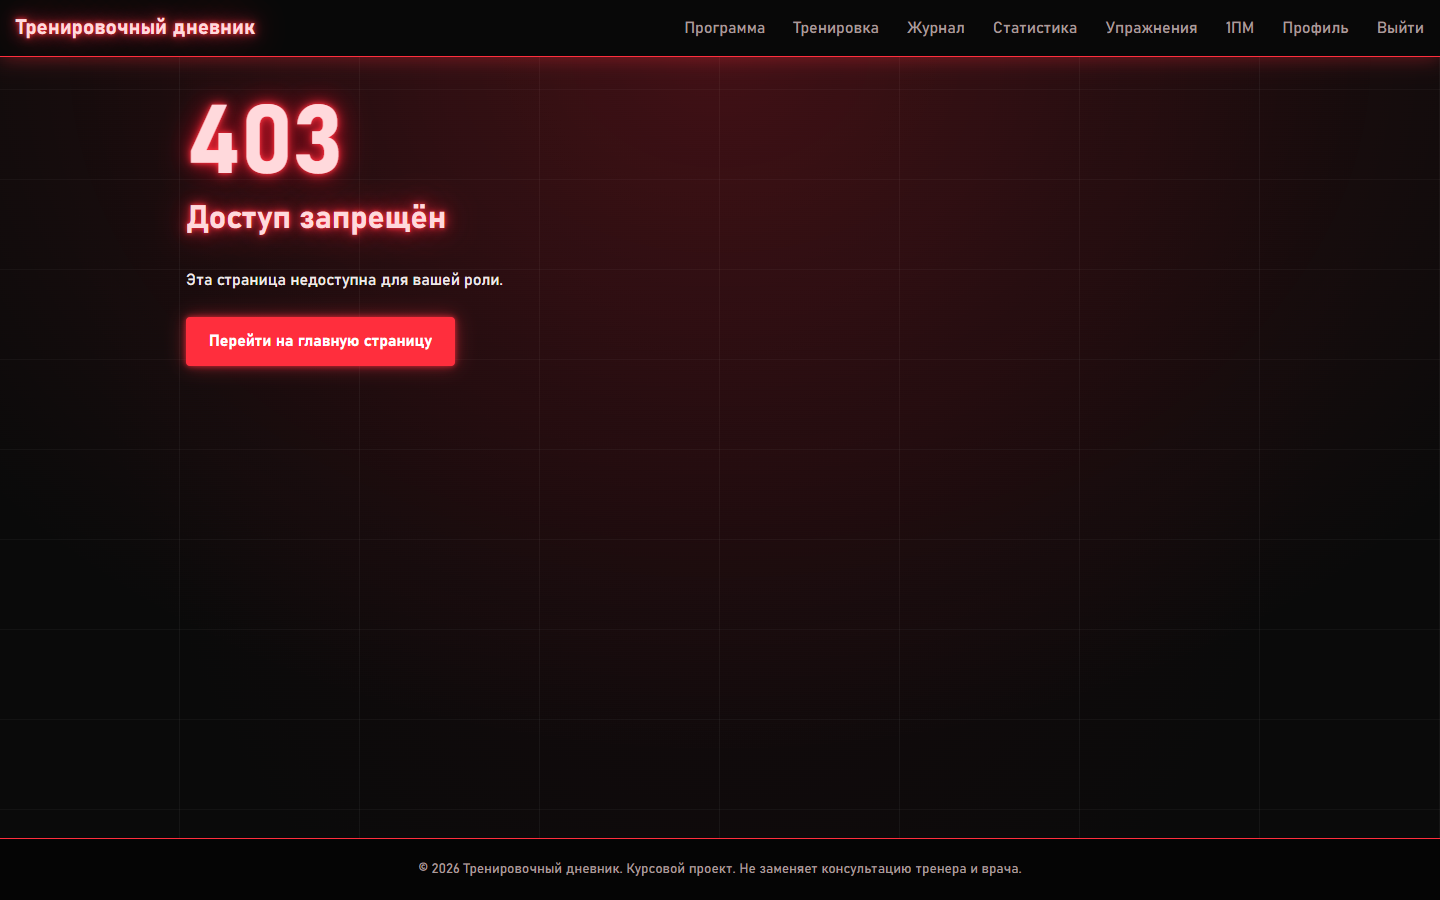 Тренировочный дневник
Программа Тренировка Журнал Статистика Упражнения 1ПМ Профиль Выйти
403
Доступ запрещён
Эта страница недоступна для вашей роли.
Перейти на главную страницу
© 2026 Тренировочный дневник. Курсовой проект. Не заменяет консультацию тренера и врача.